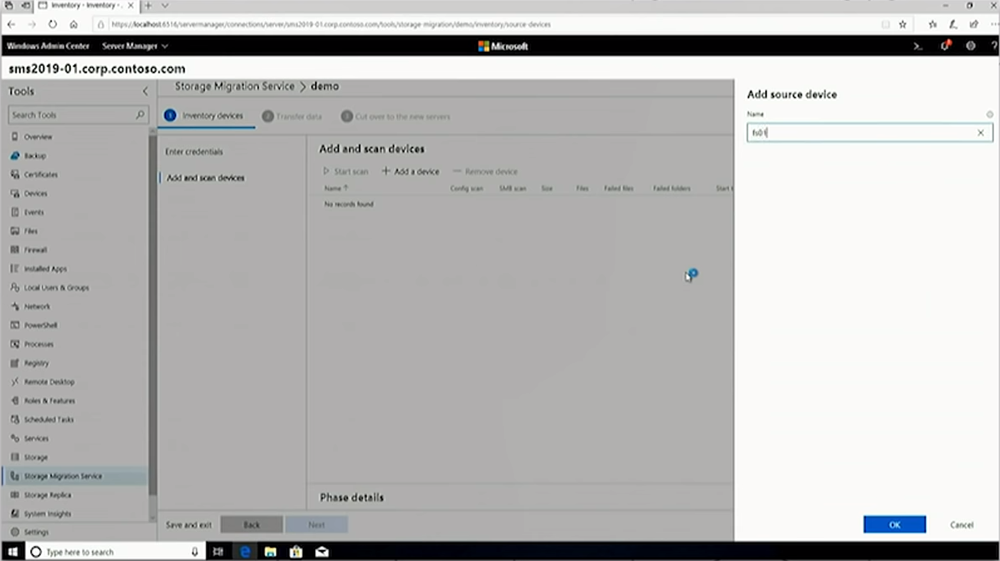 Inventory - Inventory - .
https://localhost:6516/servermanager/connections/server/sms2019-01.corp.contoso.com/tools/storage-migration/demo/inventory/source-devices
Windows Admin Center Server Manager Microsoft >_ ?
sms2019-01.corp.contoso.com
Tools
Search Tools
Overview
Backup
Certificates
Devices
Events
Files
Firewall
Installed Apps
Local Users & Groups
Network
PowerShell
Processes
Registry
Remote Desktop
Roles & Features
Scheduled Tasks
Services
Storage
Storage Migration Service
Storage Replica
System Insights
Settings
Storage Migration Service > demo
1 Inventory devices 2 Transfer data 3 Cut over to the new servers
Enter credentials
Add and scan devices
Add and scan devices
Start scan + Add a device — Remove device
Name ↑ Config scan SMB scan Size Files Failed files Failed folders Start t
No records found
Phase details
Save and exit Back Next
Add source device
Name
fs01
OK Cancel
Type here to search